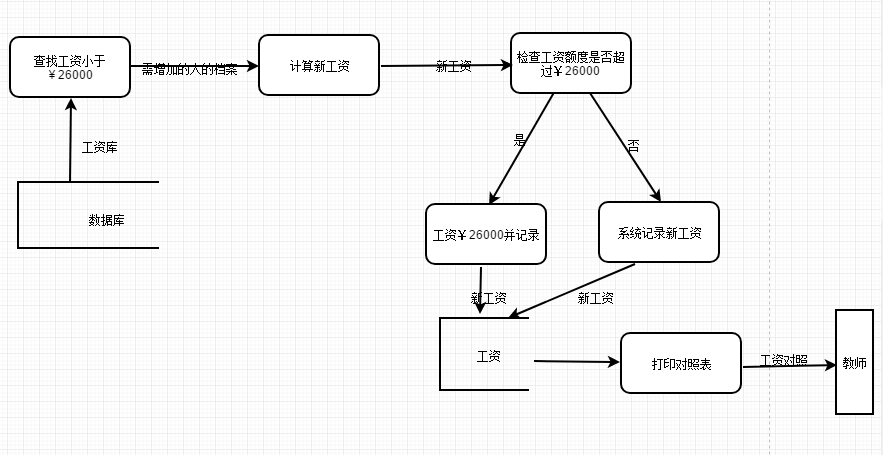 查找工资小于
￥26000
需增加的人的档案
计算新工资
新工资
检查工资额度是否超
过￥26000
工资库
数据库
是
否
工资￥26000并记录
系统记录新工资
新工资
新工资
工资
打印对照表
工资对照
教师